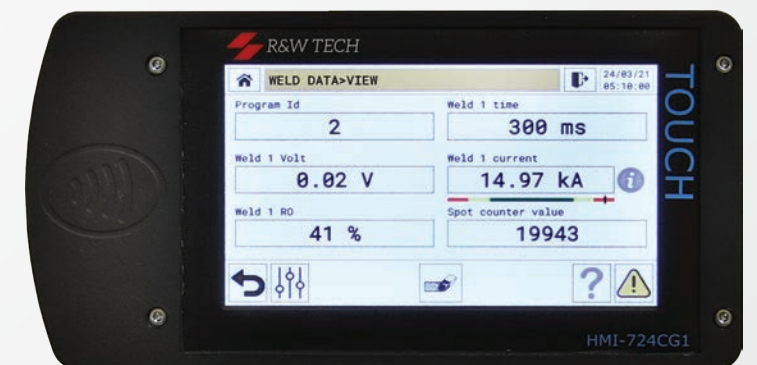 R&W TECH
WELD DATA>VIEW
24/03/21
05:10:00
Program Id
2
Weld 1 time
300 ms
Weld 1 Volt
0.02 V
Weld 1 current
14.97 kA
i
Weld 1 RO
41 %
Spot counter value
19943
?
!
TOUCH
HMI-724CG1